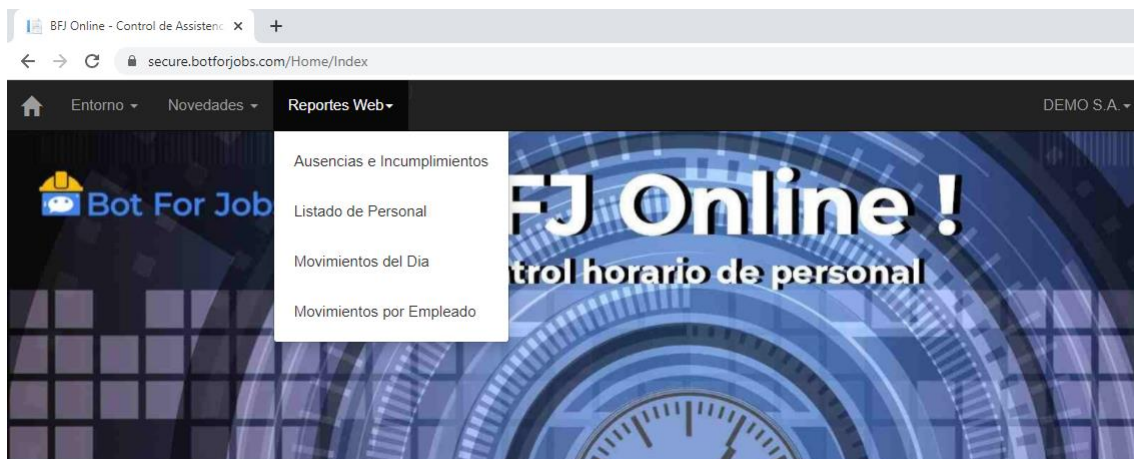 BFJ Online - Control de Assistenc
secure.botforjobs.com/Home/Index
Entorno Novedades Reportes Web DEMO S.A.
Ausencias e Incumplimientos
Listado de Personal
Movimientos del Dia
Movimientos por Empleado
Bot For Job
FJ Online !
trol horario de personal